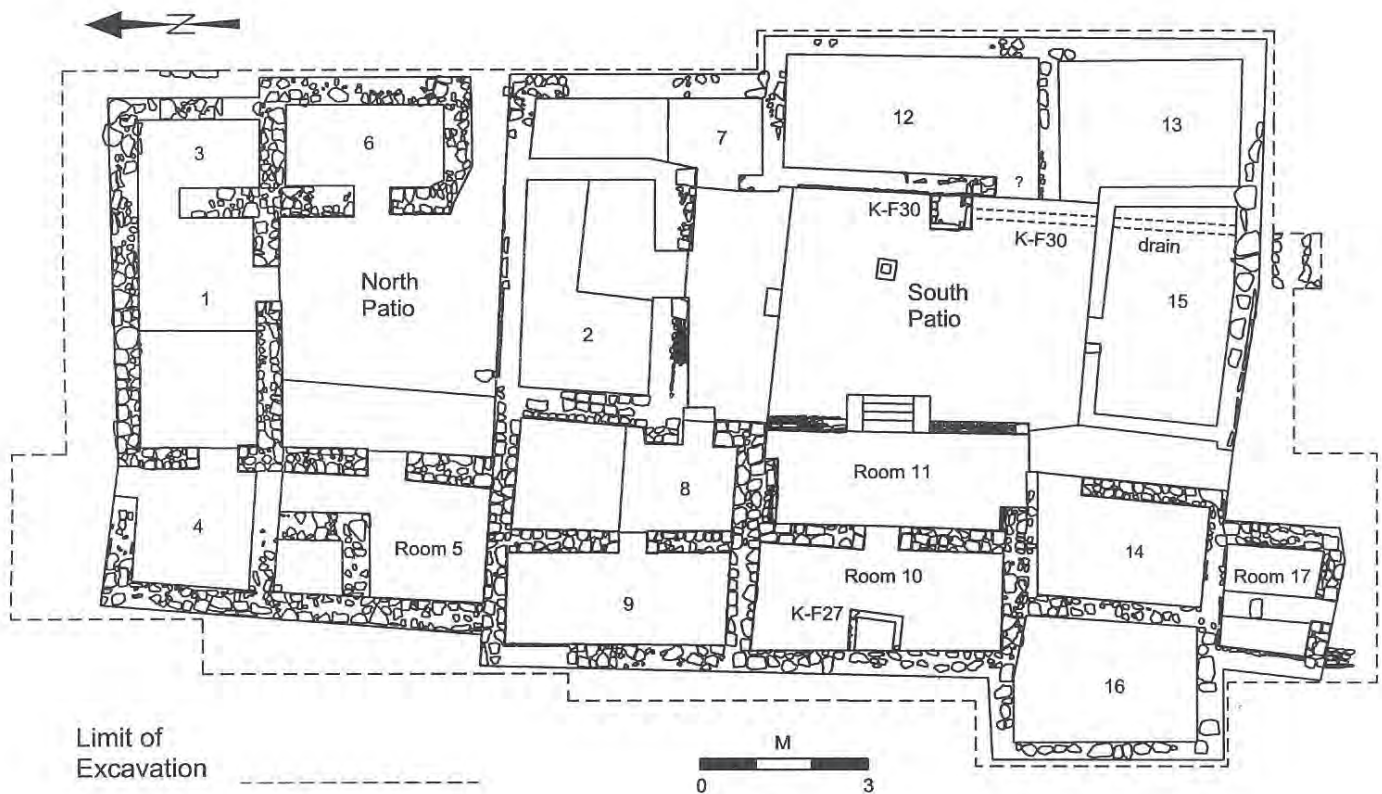 N
3
6
7
12
13
K-F30
K-F30
drain
North
Patio
1
2
South
Patio
15
Room 11
8
4
Room 5
14
Room 10
Room 17
9
K-F27
?
16
Limit of
Excavation
M
0
3